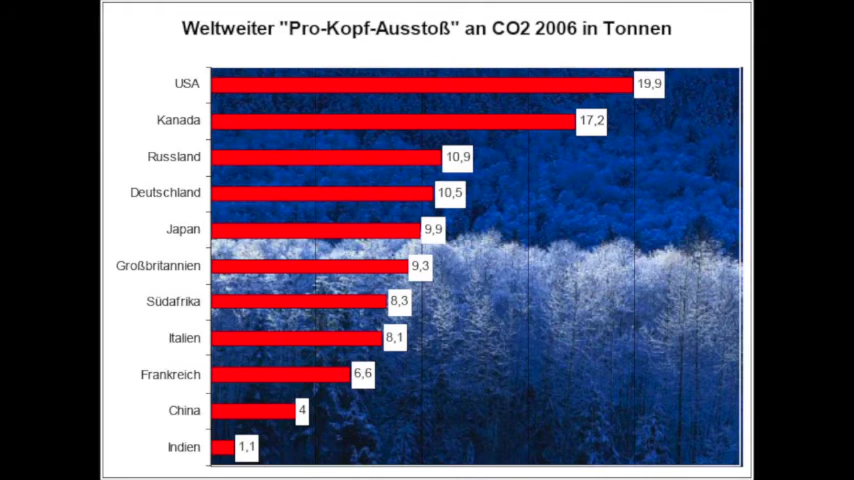 Weltweiter "Pro-Kopf-Ausstoß" an CO2 2006 in Tonnen
USA 19,9
Kanada 17,2
Russland 10,9
Deutschland 10,5
Japan 9,9
Großbritannien 9,3
Südafrika 8,3
Italien 8,1
Frankreich 6,6
China 4
Indien 1,1